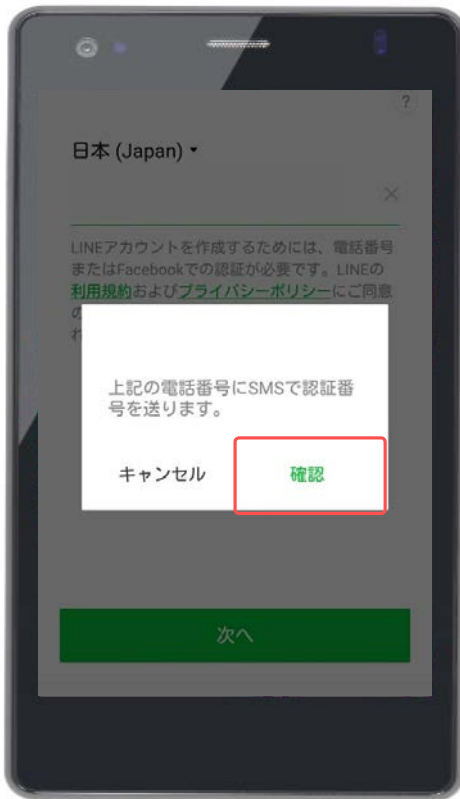 ?
日本 (Japan)
LINEアカウントを作成するためには、電話番号
またはFacebookでの認証が必要です。LINEの
利用規約およびプライバシーポリシーにご同意
の
れ
上記の電話番号にSMSで認証番
号を送ります。
キャンセル 確認
次へ